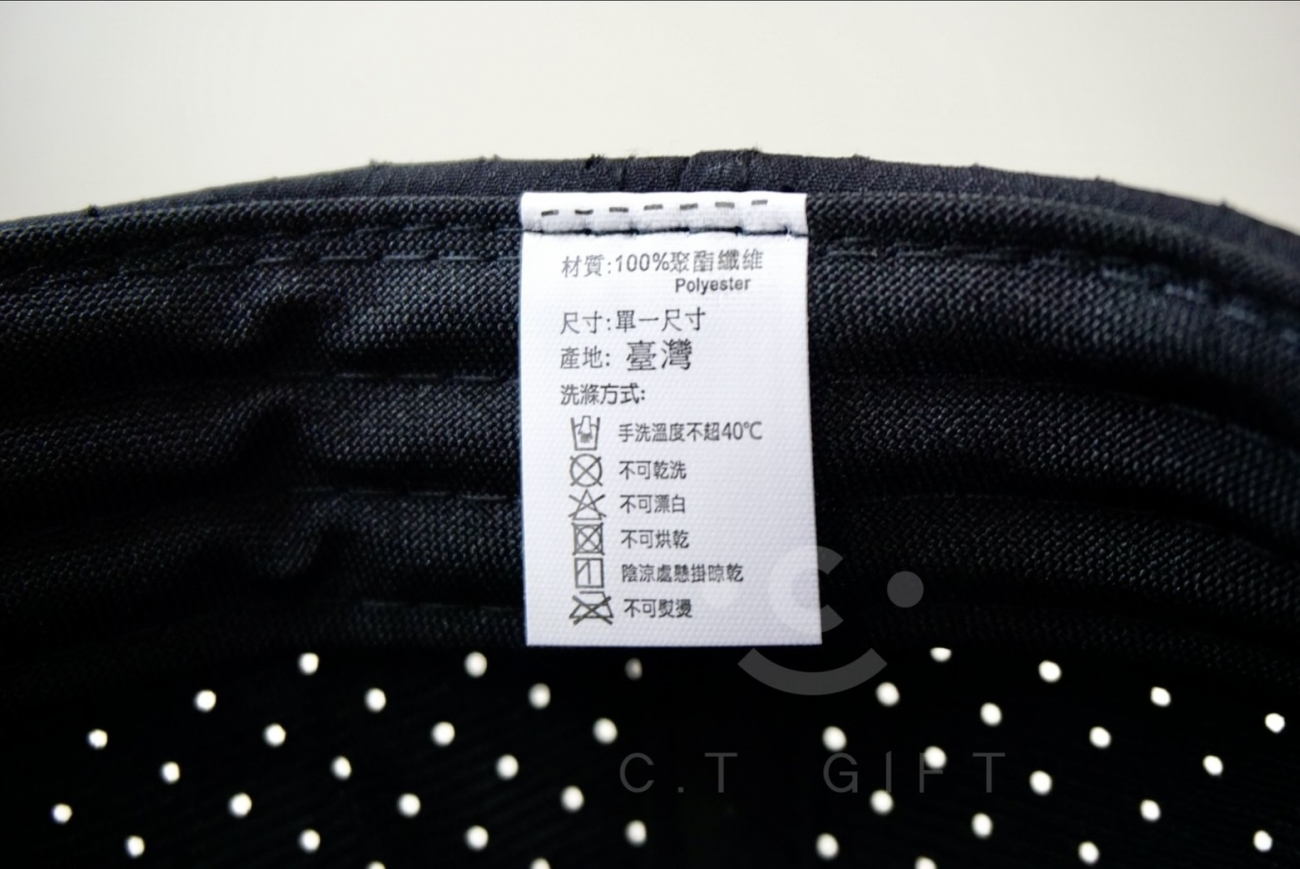 材質:100%聚酯纖維
Polyester
尺寸:單一尺寸
產地: 臺灣
洗滌方式:
手洗溫度不超40℃
不可乾洗
不可漂白
不可烘乾
陰涼處懸掛晾乾
不可熨燙
C.T GIFT